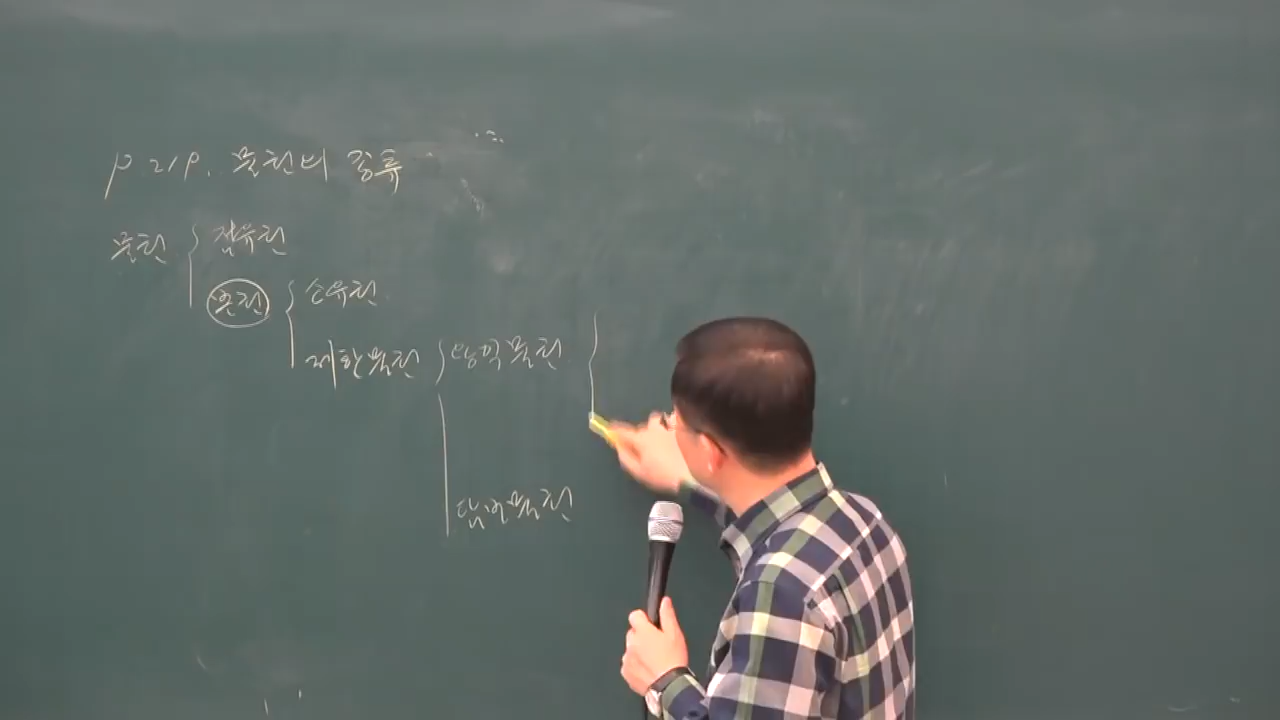 p 219. 물권의 종류
물권 { 점유권
본권 { 소유권
제한물권 { 용익물권 {
담보물권